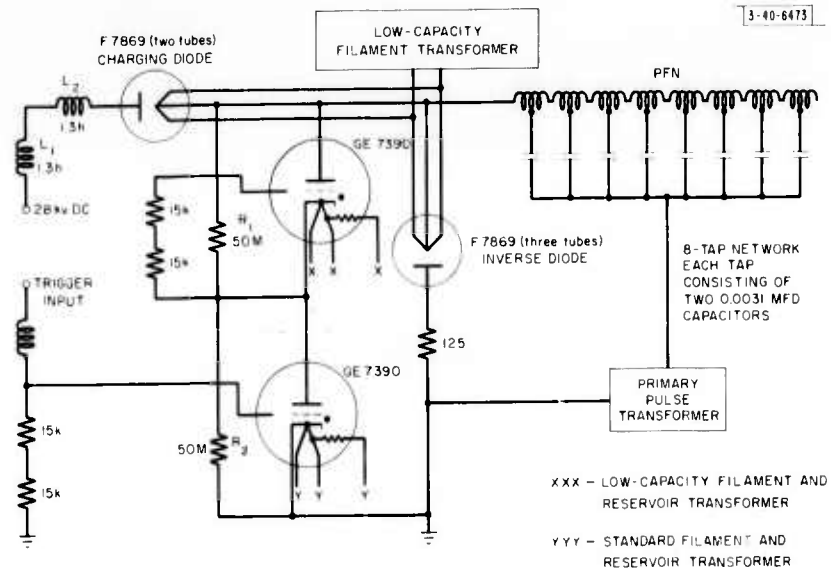 3-40-6473
LOW-CAPACITY
FILAMENT TRANSFORMER
F 7869 (two tubes)
CHARGING DIODE
PFN
L2
1.3h
L1
1.3h
28kv DC
GE 7390
15k
15k
R1
50M
X X X
F 7869 (three tubes)
INVERSE DIODE
8-TAP NETWORK
EACH TAP
CONSISTING OF
TWO 0.0031 MFD
CAPACITORS
TRIGGER
INPUT
125
GE 7390
PRIMARY
PULSE
TRANSFORMER
15k
15k
50M
R2
Y Y Y
XXX – LOW-CAPACITY FILAMENT AND
RESERVOIR TRANSFORMER
YYY – STANDARD FILAMENT AND
RESERVOIR TRANSFORMER